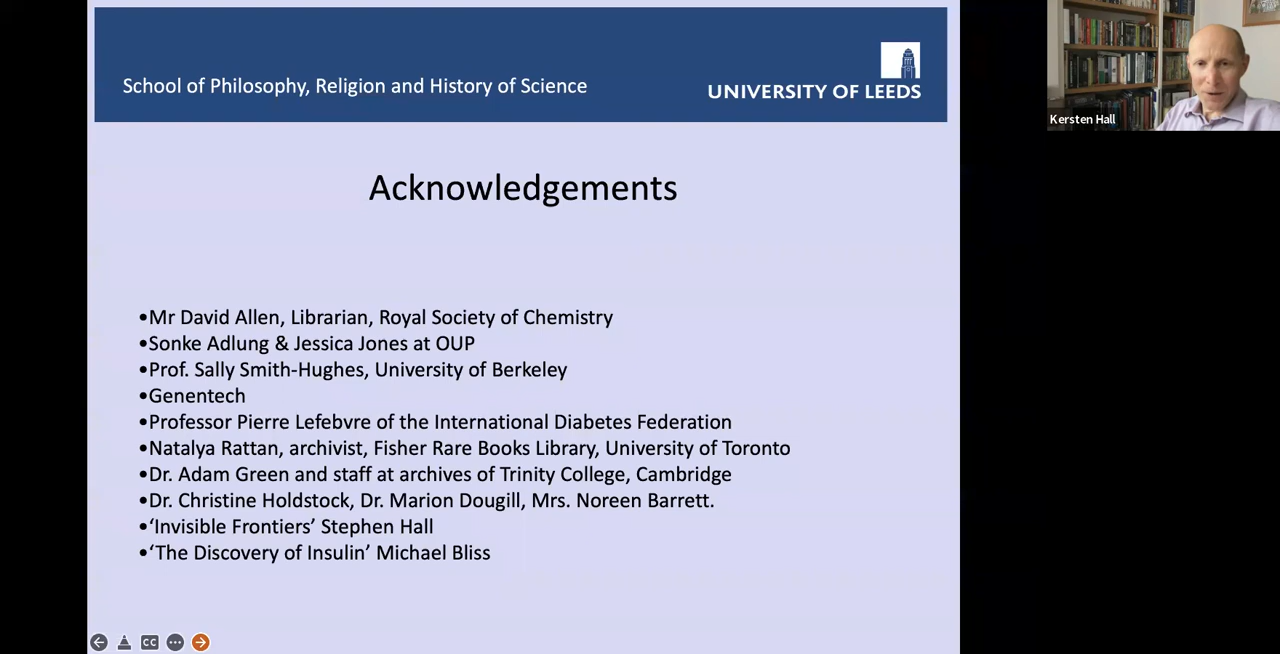 School of Philosophy, Religion and History of Science
UNIVERSITY OF LEEDS
Kersten Hall
Acknowledgements
•Mr David Allen, Librarian, Royal Society of Chemistry
•Sonke Adlung & Jessica Jones at OUP
•Prof. Sally Smith-Hughes, University of Berkeley
•Genentech
•Professor Pierre Lefebvre of the International Diabetes Federation
•Natalya Rattan, archivist, Fisher Rare Books Library, University of Toronto
•Dr. Adam Green and staff at archives of Trinity College, Cambridge
•Dr. Christine Holdstock, Dr. Marion Dougill, Mrs. Noreen Barrett.
•‘Invisible Frontiers’ Stephen Hall
•‘The Discovery of Insulin’ Michael Bliss
CC